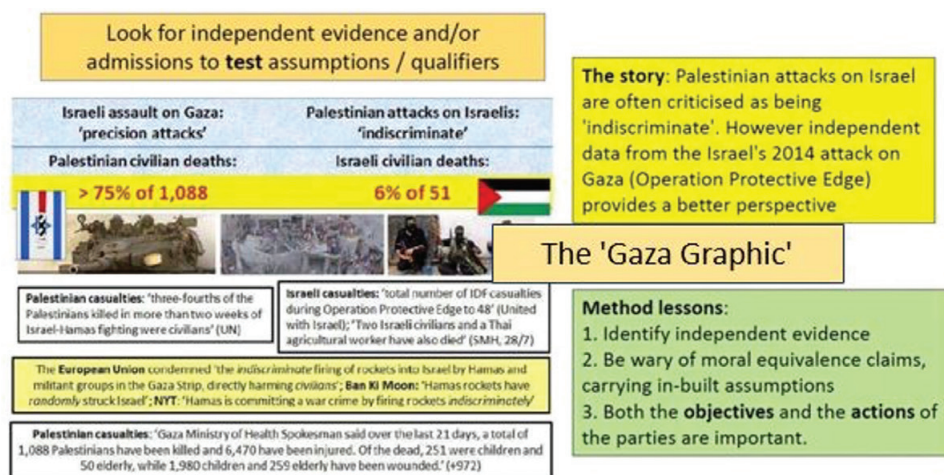 Look for independent evidence and/or
admissions to test assumptions / qualifiers
Israeli assault on Gaza:
'precision attacks'
Palestinian attacks on Israelis:
'indiscriminate'
Palestinian civilian deaths:
Israeli civilian deaths:
> 75% of 1,088
6% of 51
Palestinian casualties: 'three-fourths of the
Palestinians killed in more than two weeks of
Israel-Hamas fighting were civilians' (UN)
Israeli casualties: 'total number of IDF casualties
during Operation Protective Edge to 48' (United
with Israel); 'Two Israeli civilians and a Thai
agricultural worker have also died' (SMH, 28/7)
The European Union condemned 'the indiscriminate firing of rockets into Israel by Hamas and
militant groups in the Gaza Strip, directly harming civilians'; Ban Ki Moon: 'Hamas rockets have
randomly struck Israel'; NYT: 'Hamas is committing a war crime by firing rockets indiscriminately'
Palestinian casualties: 'Gaza Ministry of Health Spokesman said over the last 21 days, a total of
1,088 Palestinians have been killed and 6,470 have been injured. Of the dead, 251 were children and
50 elderly, while 1,980 children and 259 elderly have been wounded.' (+972)
The story: Palestinian attacks on Israel
are often criticised as being
'indiscriminate'. However independent
data from the Israel's 2014 attack on
Gaza (Operation Protective Edge)
provides a better perspective
The 'Gaza Graphic'
Method lessons:
1. Identify independent evidence
2. Be wary of moral equivalence claims,
carrying in-built assumptions
3. Both the objectives and the actions of
the parties are important.